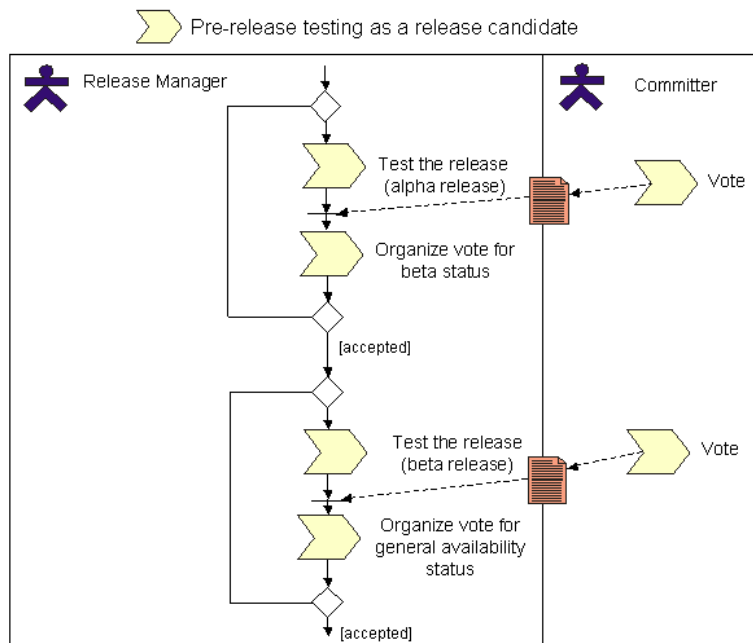 Pre-release testing as a release candidate
Release Manager
Committer
Test the release
(alpha release)
Vote
Organize vote for
beta status
[accepted]
Test the release
(beta release)
Vote
Organize vote for
general availability
status
[accepted]